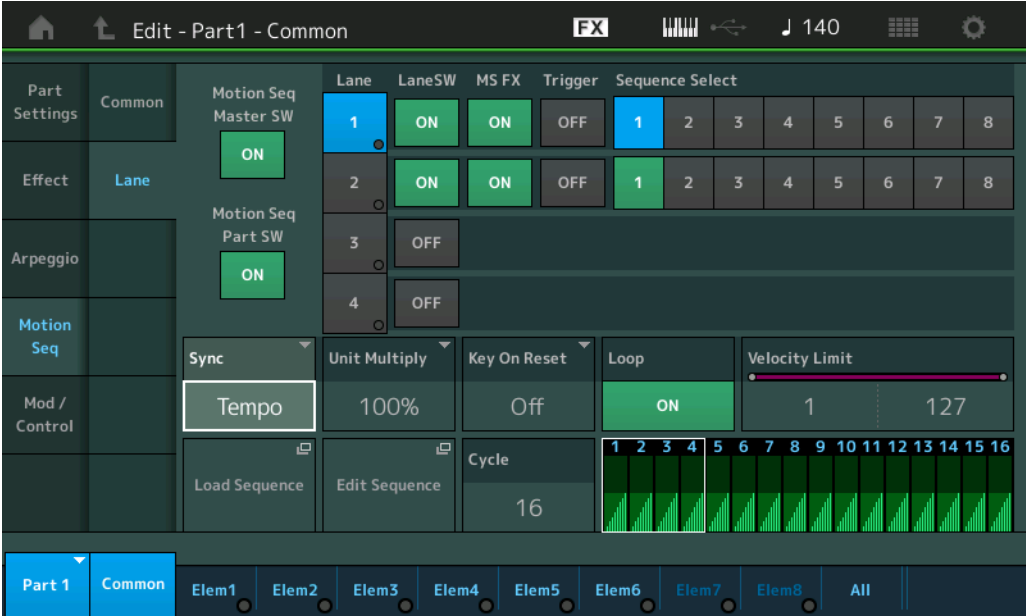 Edit - Part1 - Common
FX
♩ 140
Part
Settings
Common
Effect
Lane
Arpeggio
Motion
Seq
Mod /
Control
Motion Seq
Master SW
ON
Motion Seq
Part SW
ON
Lane LaneSW MS FX Trigger Sequence Select
1 ON ON OFF 1 2 3 4 5 6 7 8
2 ON ON OFF 1 2 3 4 5 6 7 8
3 OFF
4 OFF
Sync Unit Multiply Key On Reset Loop Velocity Limit
Tempo 100% Off ON 1 127
Load Sequence Edit Sequence Cycle
16
1 2 3 4 5 6 7 8 9 10 11 12 13 14 15 16
Part 1 Common Elem1 Elem2 Elem3 Elem4 Elem5 Elem6 Elem7 Elem8 All